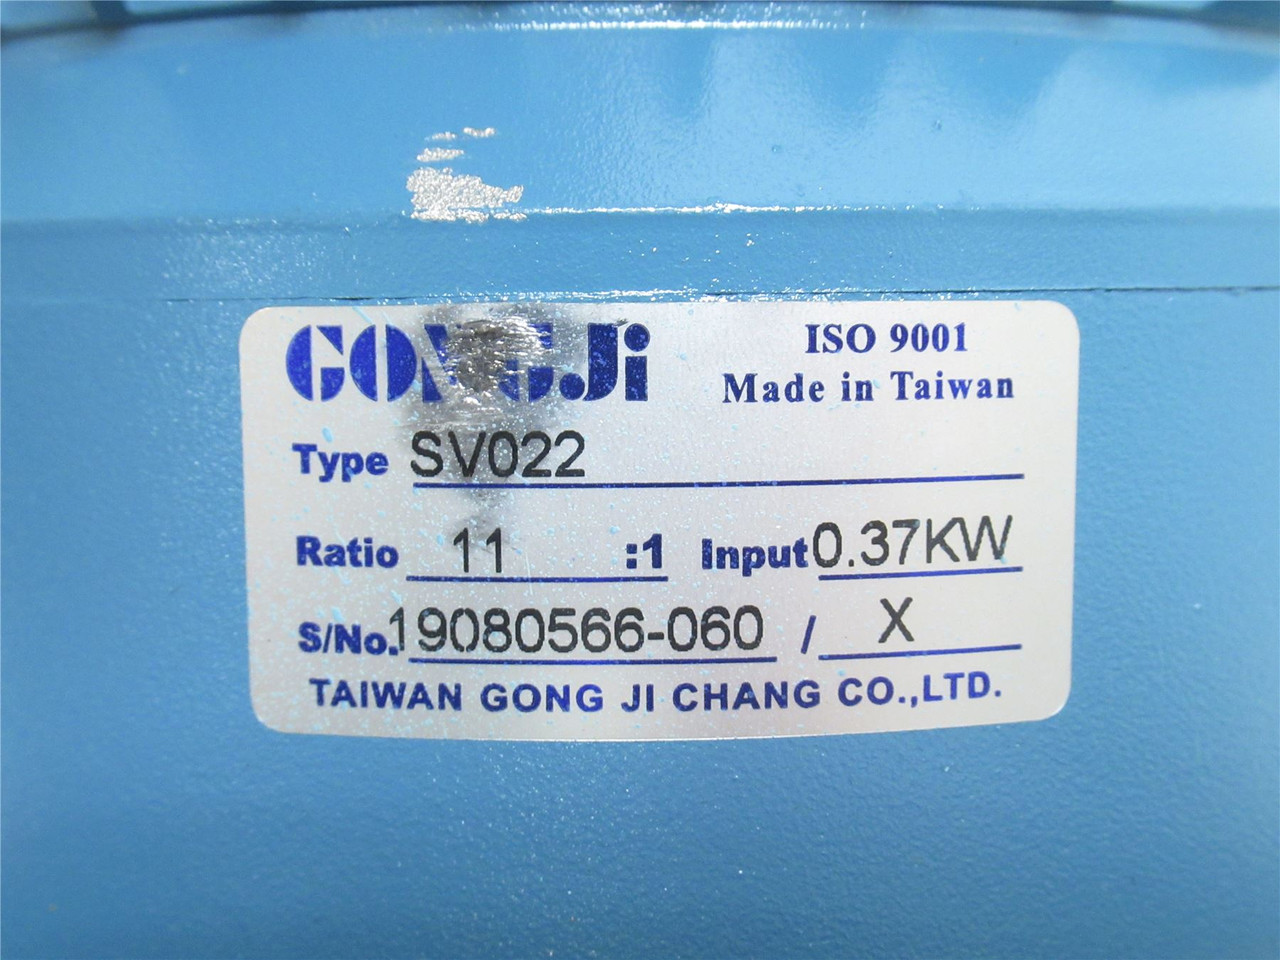 GONGJi
ISO 9001
Made in Taiwan
Type SV022
Ratio 11 :1 Input 0.37KW
S/No. 19080566-060 / X
TAIWAN GONG JI CHANG CO.,LTD.